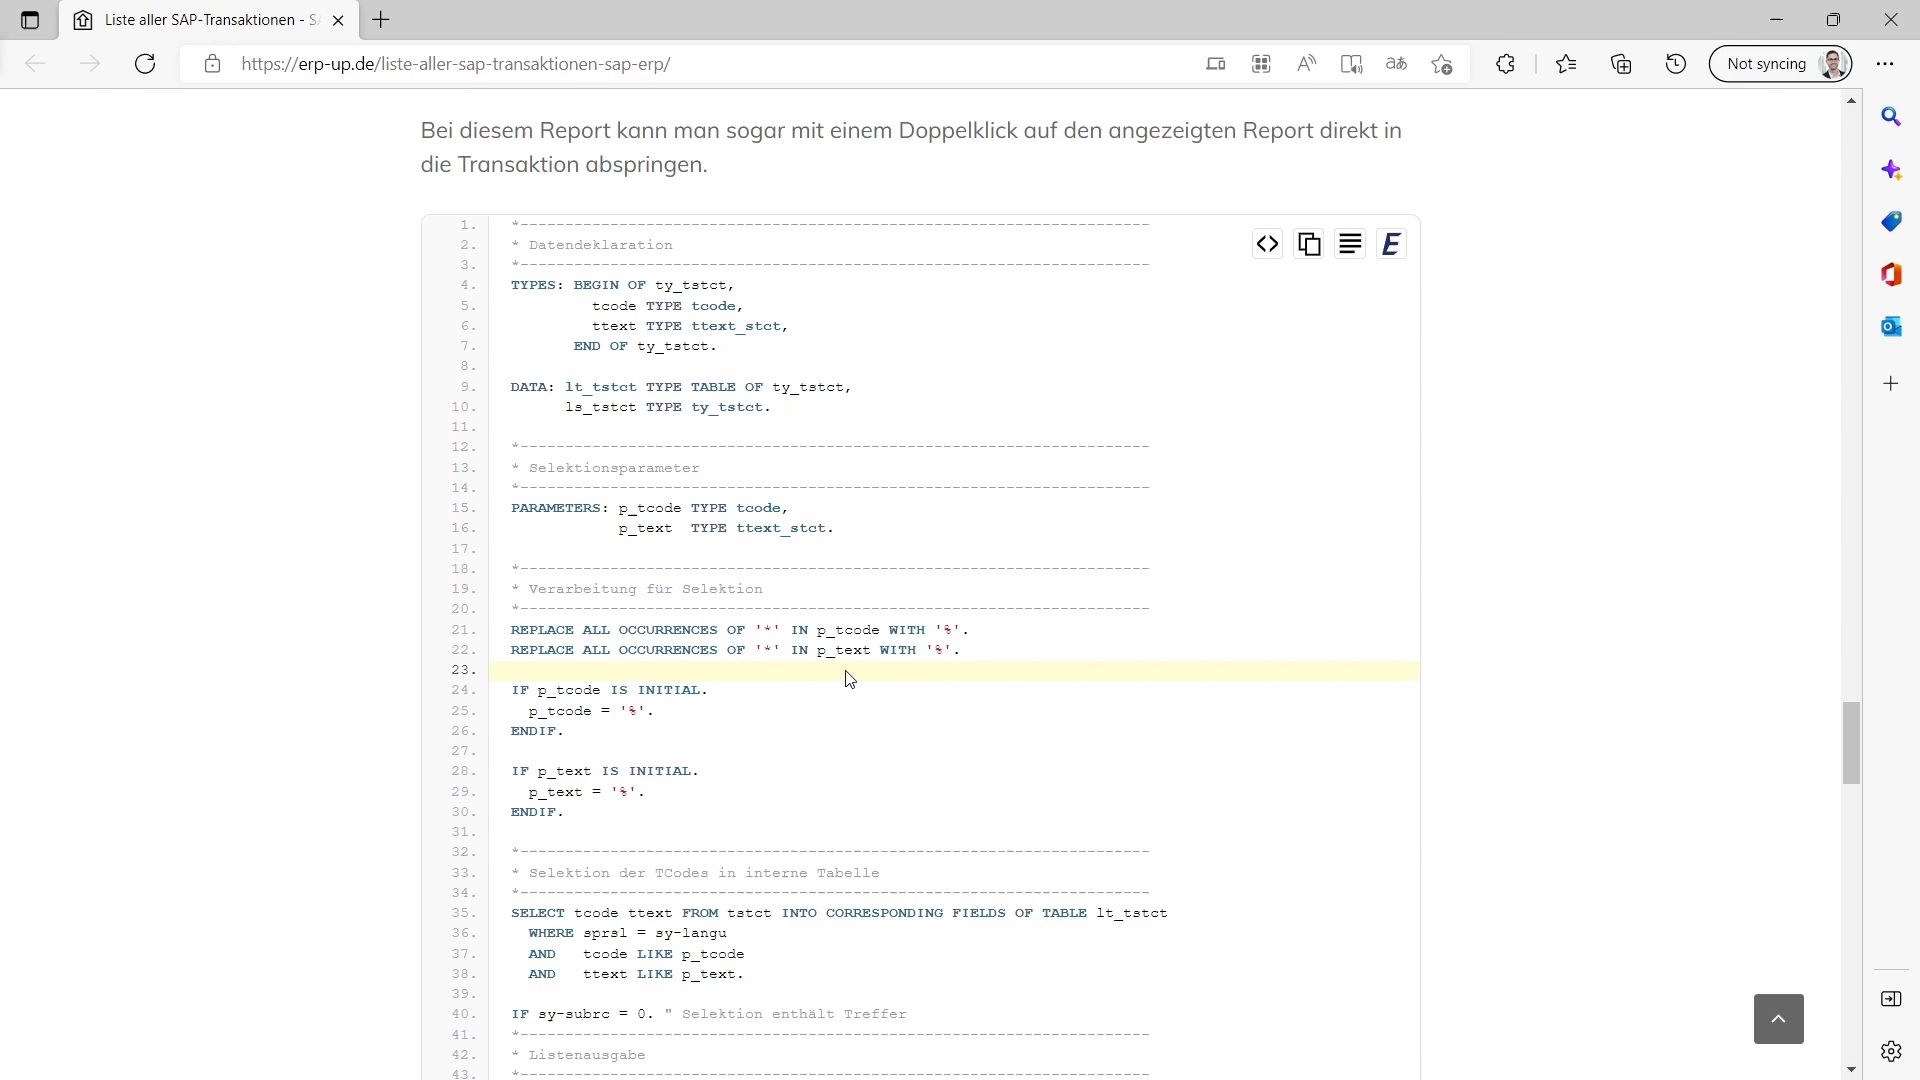 Liste aller SAP-Transaktionen - S
https://erp-up.de/liste-aller-sap-transaktionen-sap-erp/
Not syncing
Bei diesem Report kann man sogar mit einem Doppelklick auf den angezeigten Report direkt in
die Transaktion abspringen.
1. *----------------------------------------------------------------------
2. * Datendeklaration
3. *----------------------------------------------------------------------
4. TYPES: BEGIN OF ty_tstct,
5. tcode TYPE tcode,
6. ttext TYPE ttext_stct,
7. END OF ty_tstct.
8.
9. DATA: lt_tstct TYPE TABLE OF ty_tstct,
10. ls_tstct TYPE ty_tstct.
11.
12. *----------------------------------------------------------------------
13. * Selektionsparameter
14. *----------------------------------------------------------------------
15. PARAMETERS: p_tcode TYPE tcode,
16. p_text TYPE ttext_stct.
17.
18. *----------------------------------------------------------------------
19. * Verarbeitung für Selektion
20. *----------------------------------------------------------------------
21. REPLACE ALL OCCURRENCES OF '*' IN p_tcode WITH '%'.
22. REPLACE ALL OCCURRENCES OF '*' IN p_text WITH '%'.
23.
24. IF p_tcode IS INITIAL.
25. p_tcode = '%'.
26. ENDIF.
27.
28. IF p_text IS INITIAL.
29. p_text = '%'.
30. ENDIF.
31.
32. *----------------------------------------------------------------------
33. * Selektion der TCodes in interne Tabelle
34. *----------------------------------------------------------------------
35. SELECT tcode ttext FROM tstct INTO CORRESPONDING FIELDS OF TABLE lt_tstct
36. WHERE sprsl = sy-langu
37. AND tcode LIKE p_tcode
38. AND ttext LIKE p_text.
39.
40. IF sy-subrc = 0. " Selektion enthält Treffer
41. *----------------------------------------------------------------------
42. * Listenausgabe
43. *----------------------------------------------------------------------